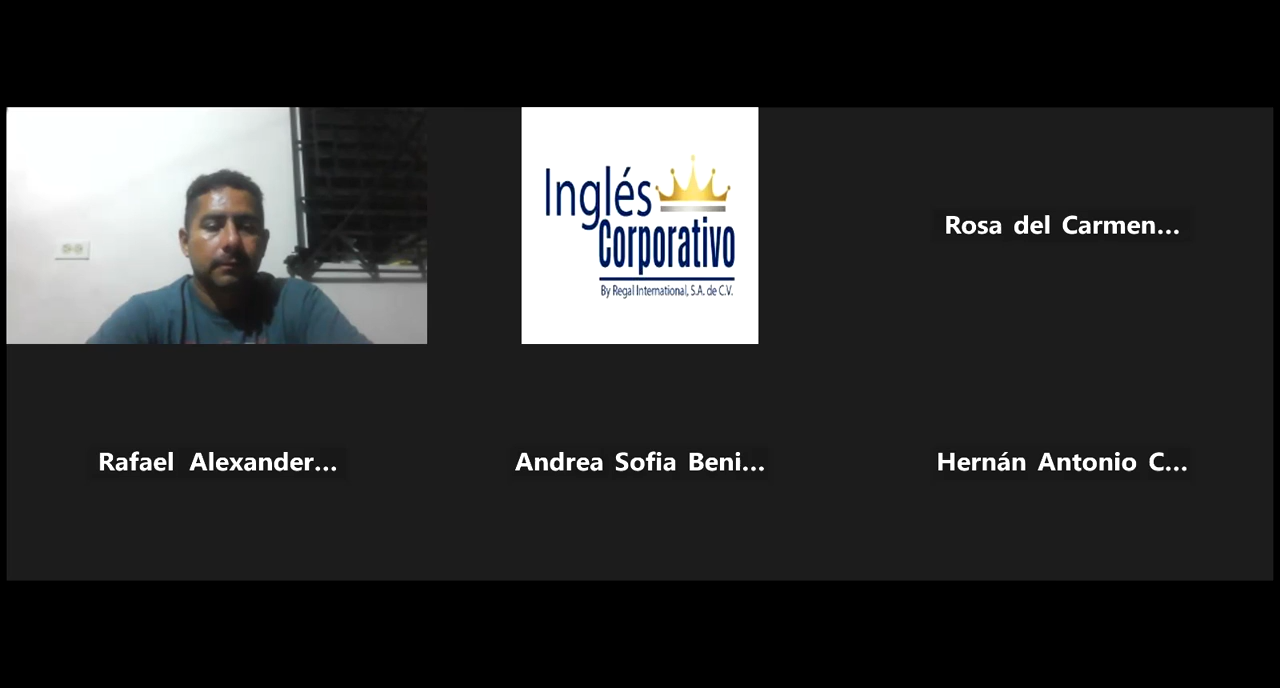 Inglés
Corporativo
By Regal International, S.A. de C.V.
Rosa del Carmen...
Rafael Alexander...
Andrea Sofia Beni...
Hernán Antonio C...